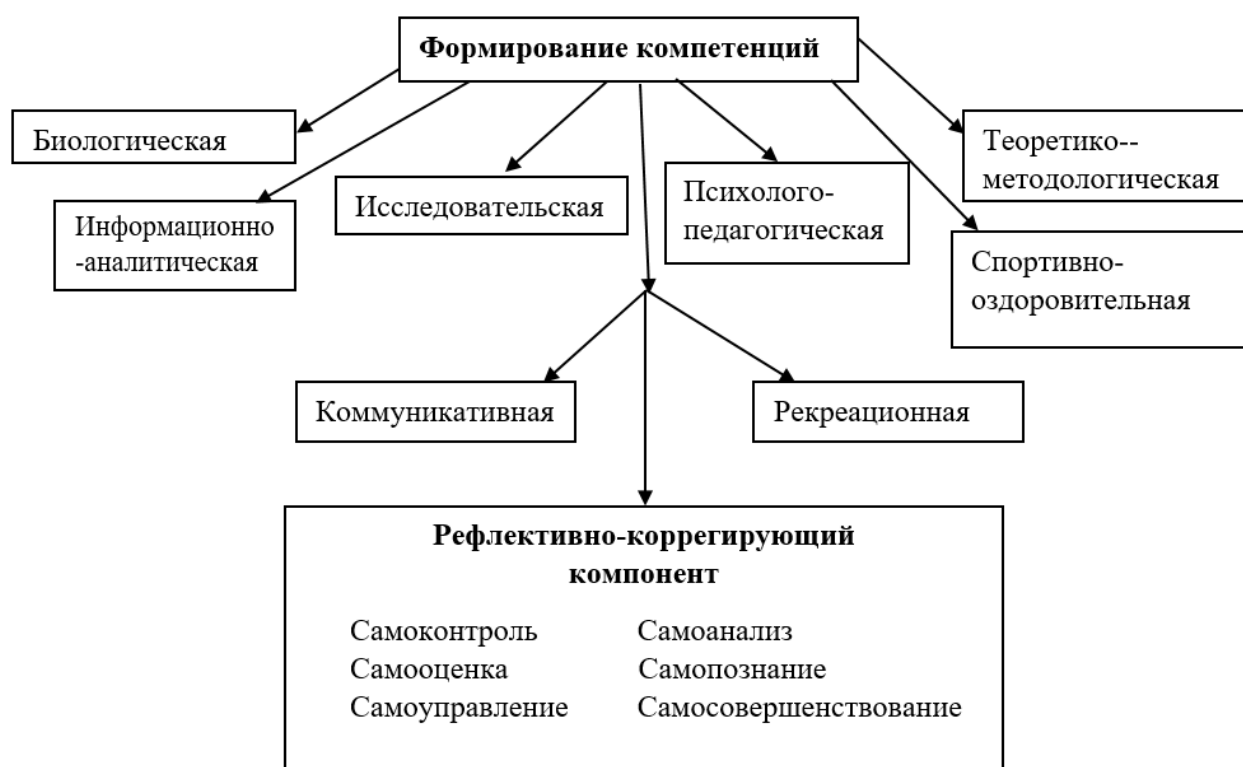 Формирование компетенций
Биологическая
Теоретико--
методологическая
Информационно
-аналитическая
Исследовательская
Психолого-
педагогическая
Спортивно-
оздоровительная
Коммуникативная
Рекреационная
Рефлективно-коррегирующий
компонент
Самоконтроль Самоанализ
Самооценка Самопознание
Самоуправление Самосовершенствование